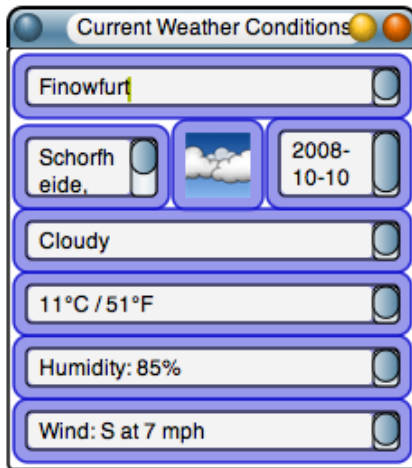 Current Weather Conditions
Finowfurt
Schorfh
eide,
2008-
10-10
Cloudy
11°C / 51°F
Humidity: 85%
Wind: S at 7 mph